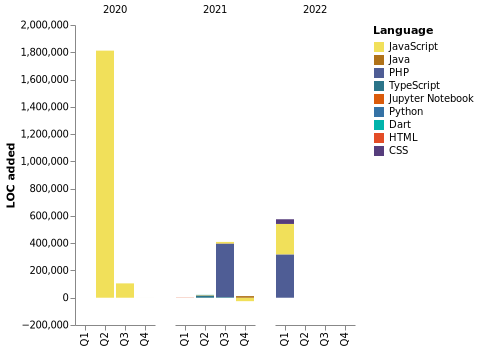 2020 2021 2022
Language
JavaScript
Java
PHP
TypeScript
Jupyter Notebook
Python
Dart
HTML
CSS
LOC added
2,000,000
1,800,000
1,600,000
1,400,000
1,200,000
1,000,000
800,000
600,000
400,000
200,000
0
−200,000
Q1 Q2 Q3 Q4 Q1 Q2 Q3 Q4 Q1 Q2 Q3 Q4